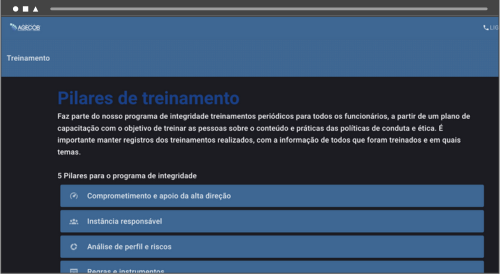 AGECOB
LIG
Treinamento
Pilares de treinamento
Faz parte do nosso programa de integridade treinamentos periódicos para todos os funcionários, a partir de um plano de
capacitação com o objetivo de treinar as pessoas sobre o conteúdo e práticas das políticas de conduta e ética. É
importante manter registros dos treinamentos realizados, com a informação de todos que foram treinados e em quais
temas.
5 Pilares para o programa de integridade
Comprometimento e apoio da alta direção
Instância responsável
Análise de perfil e riscos
Regras e instrumentos